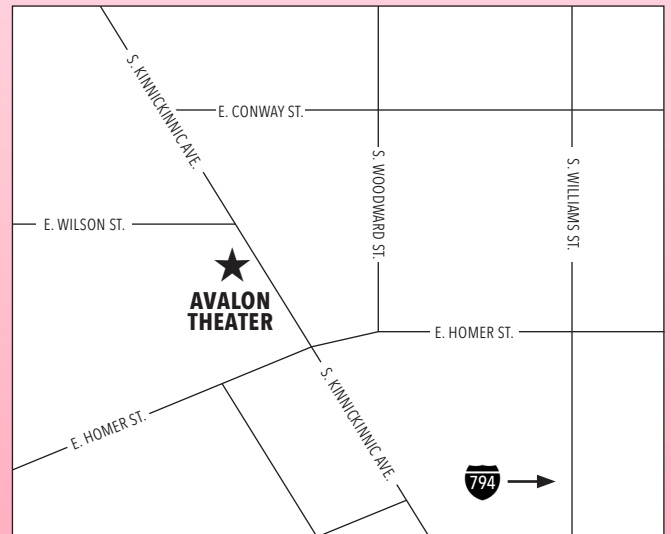 S. KINNICKINNIC AVE.
E. CONWAY ST.
S. WOODWARD ST.
S. WILLIAMS ST.
E. WILSON ST.
AVALON
THEATER
E. HOMER ST.
E. HOMER ST.
S. KINNICKINNIC AVE.
794